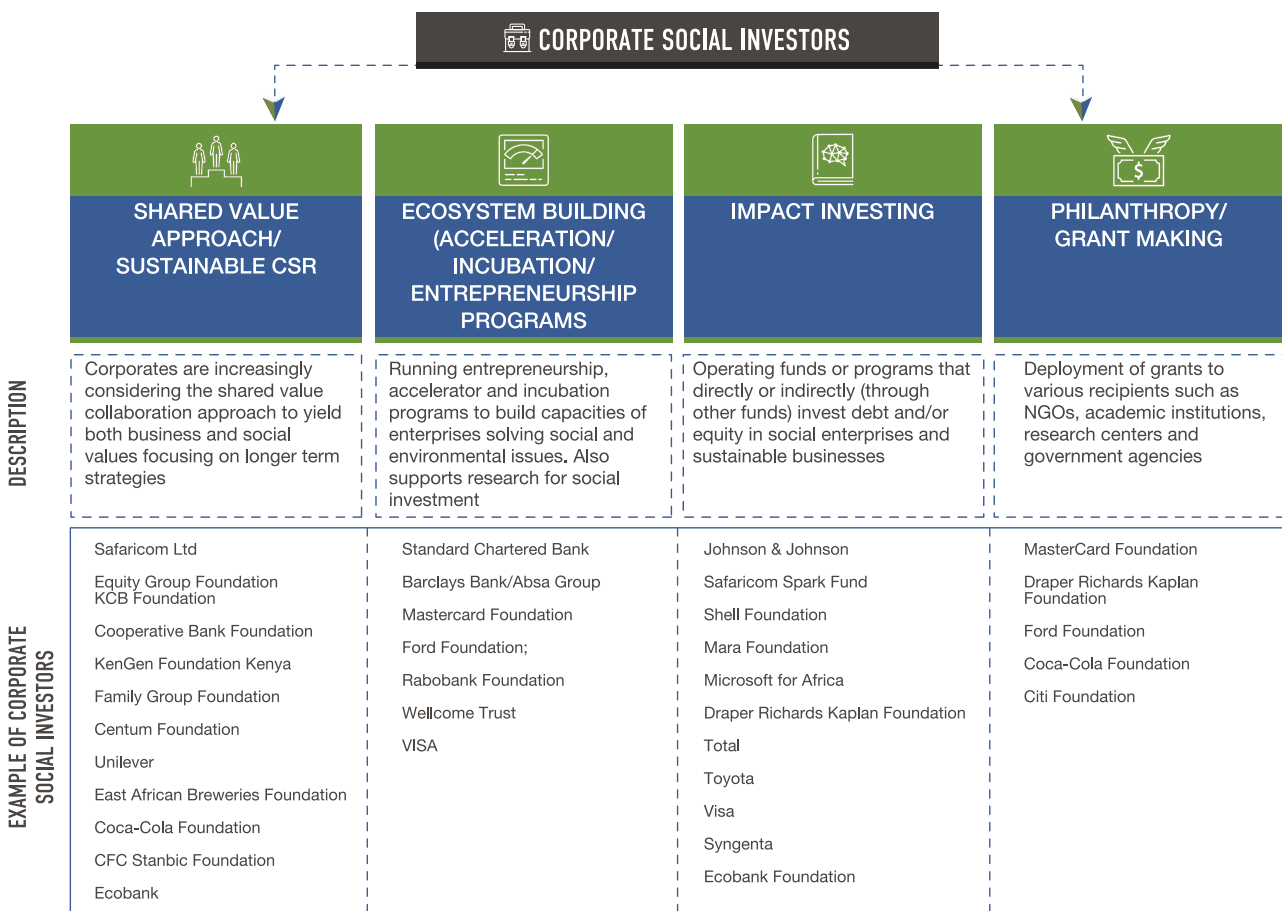 CORPORATE SOCIAL INVESTORS
SHARED VALUE
APPROACH/
SUSTAINABLE CSR
ECOSYSTEM BUILDING
(ACCELERATION/
INCUBATION/
ENTREPRENEURSHIP
PROGRAMS
IMPACT INVESTING
PHILANTHROPY/
GRANT MAKING
DESCRIPTION
Corporates are increasingly
considering the shared value
collaboration approach to yield
both business and social
values focusing on longer term
strategies
Running entrepreneurship,
accelerator and incubation
programs to build capacities of
enterprises solving social and
environmental issues. Also
supports research for social
investment
Operating funds or programs that
directly or indirectly (through
other funds) invest debt and/or
equity in social enterprises and
sustainable businesses
Deployment of grants to
various recipients such as
NGOs, academic institutions,
research centers and
government agencies
EXAMPLE OF CORPORATE
SOCIAL INVESTORS
Safaricom Ltd
Equity Group Foundation
KCB Foundation
Cooperative Bank Foundation
KenGen Foundation Kenya
Family Group Foundation
Centum Foundation
Unilever
East African Breweries Foundation
Coca-Cola Foundation
CFC Stanbic Foundation
Ecobank
Standard Chartered Bank
Barclays Bank/Absa Group
Mastercard Foundation
Ford Foundation;
Rabobank Foundation
Wellcome Trust
VISA
Johnson & Johnson
Safaricom Spark Fund
Shell Foundation
Mara Foundation
Microsoft for Africa
Draper Richards Kaplan Foundation
Total
Toyota
Visa
Syngenta
Ecobank Foundation
MasterCard Foundation
Draper Richards Kaplan
Foundation
Ford Foundation
Coca-Cola Foundation
Citi Foundation